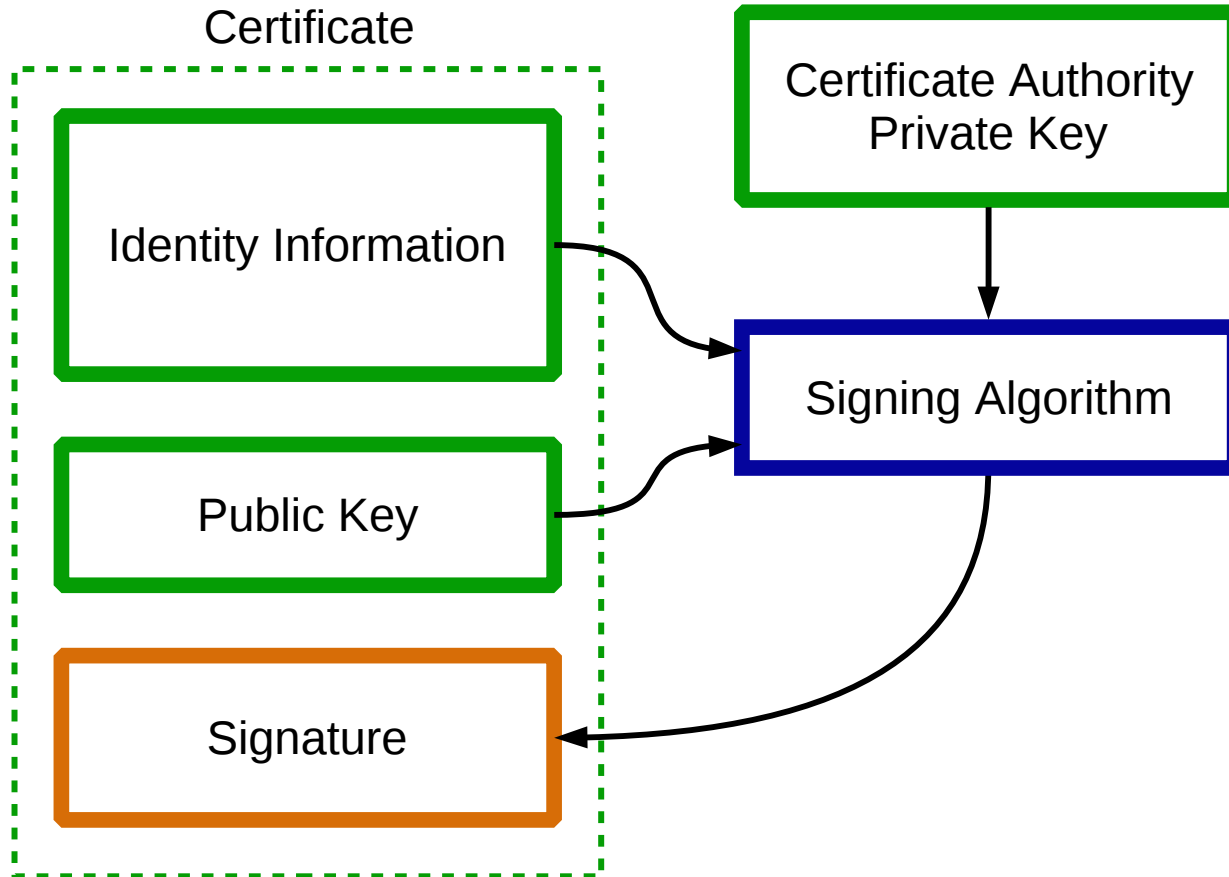 Certificate
Certificate Authority
Private Key
Identity Information
Signing Algorithm
Public Key
Signature